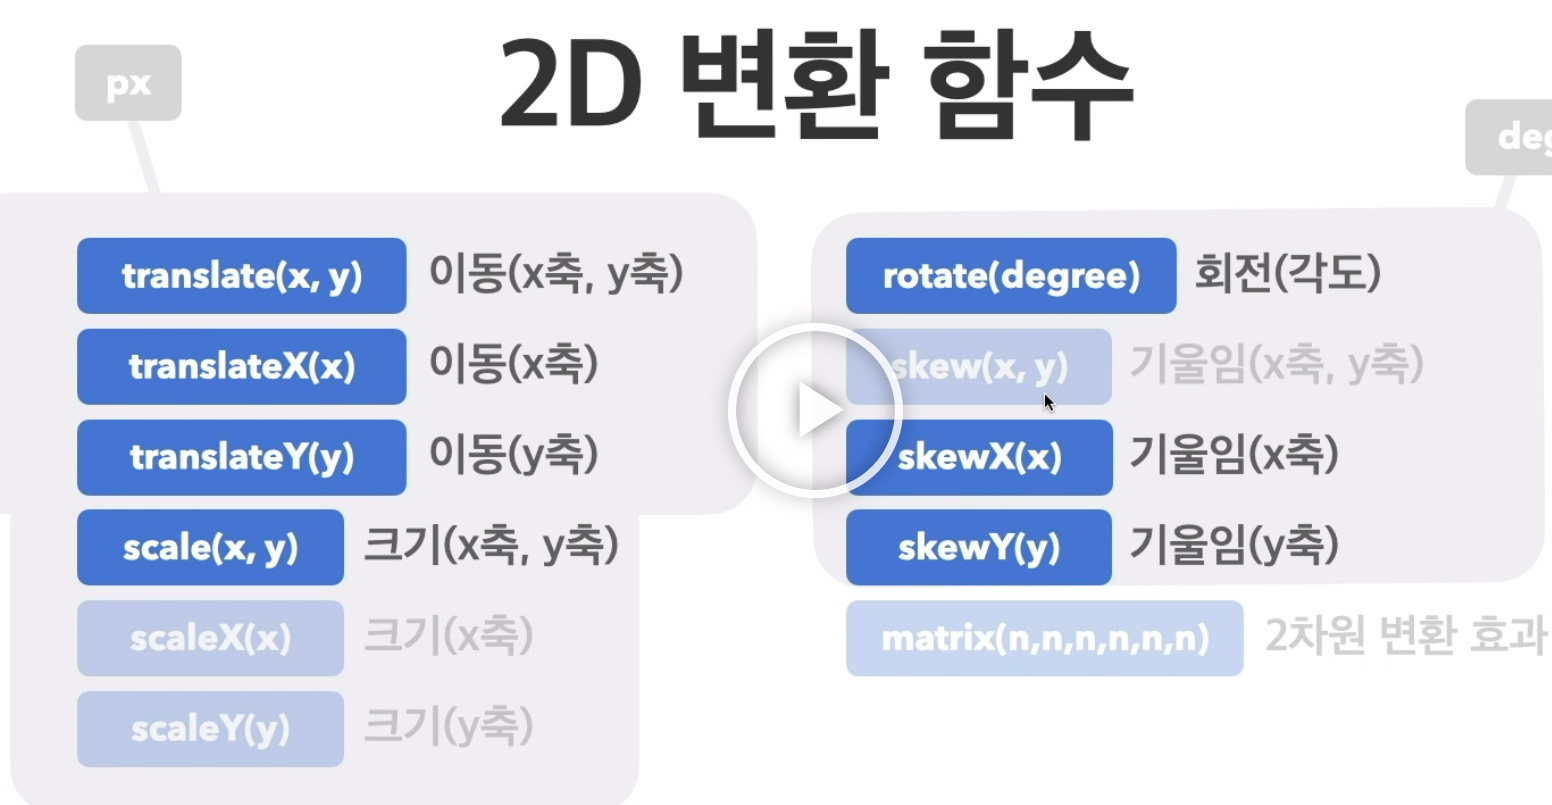 2D 변환 함수
px
translate(x, y) 이동(x축, y축)
translateX(x) 이동(x축)
translateY(y) 이동(y축)
scale(x, y) 크기(x축, y축)
scaleX(x) 크기(x축)
scaleY(y) 크기(y축)
deg
rotate(degree) 회전(각도)
skew(x, y) 기울임(x축, y축)
skewX(x) 기울임(x축)
skewY(y) 기울임(y축)
matrix(n,n,n,n,n,n) 2차원 변환 효과